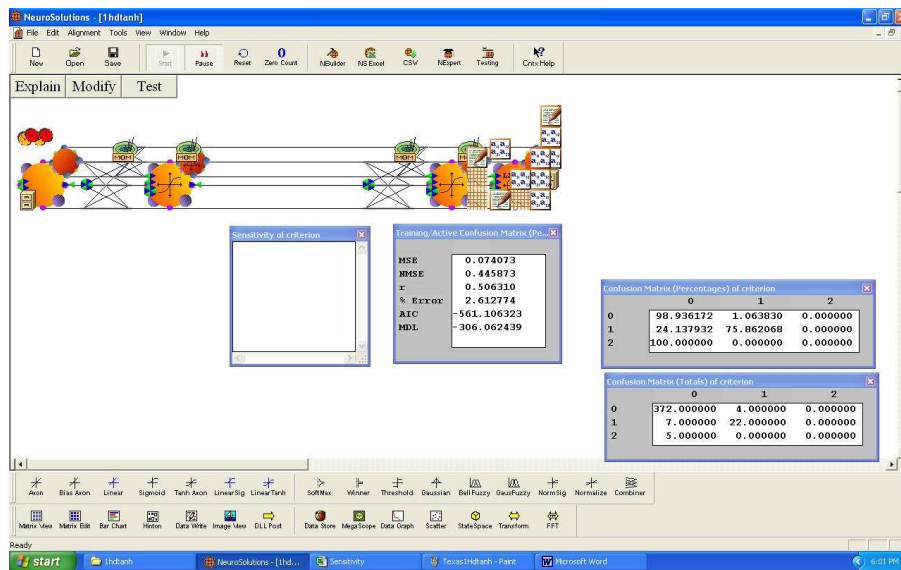 NeuroSolutions - [1hdtanh]
File Edit Alignment Tools View Window Help
New Open Save Start Pause Reset Zero Count NBuilder NS Excel CSV NExpert Testing Cntx Help
Explain Modify Test
MOM MOM MOM
Sensitivity of criterion
Training/Active Confusion Matrix (Pe...
MSE 0.074073
NMSE 0.445873
r 0.506310
% Error 2.612774
AIC -561.106323
MDL -306.062439
Confusion Matrix (Percentages) of criterion
0 1 2
0 98.936172 1.063830 0.000000
1 24.137932 75.862068 0.000000
2 100.000000 0.000000 0.000000
Confusion Matrix (Totals) of criterion
0 1 2
0 372.000000 4.000000 0.000000
1 7.000000 22.000000 0.000000
2 5.000000 0.000000 0.000000
Axon Bias Axon Linear Sigmoid Tanh Axon LinearSig LinearTanh SoftMax Winner Threshold Gaussian BellFuzzy GausFuzzy NormSig Normalize Combiner
Matrix View Matrix Edit Bar Chart Hinton Data Write Image View DLL Post Data Store MegaScope Data Graph Scatter StateSpace Transform FFT
Ready
start 1hdtanh NeuroSolutions - [1hd... Sensitivity Texas1Hdtanh - Paint Microsoft Word 6:01 PM